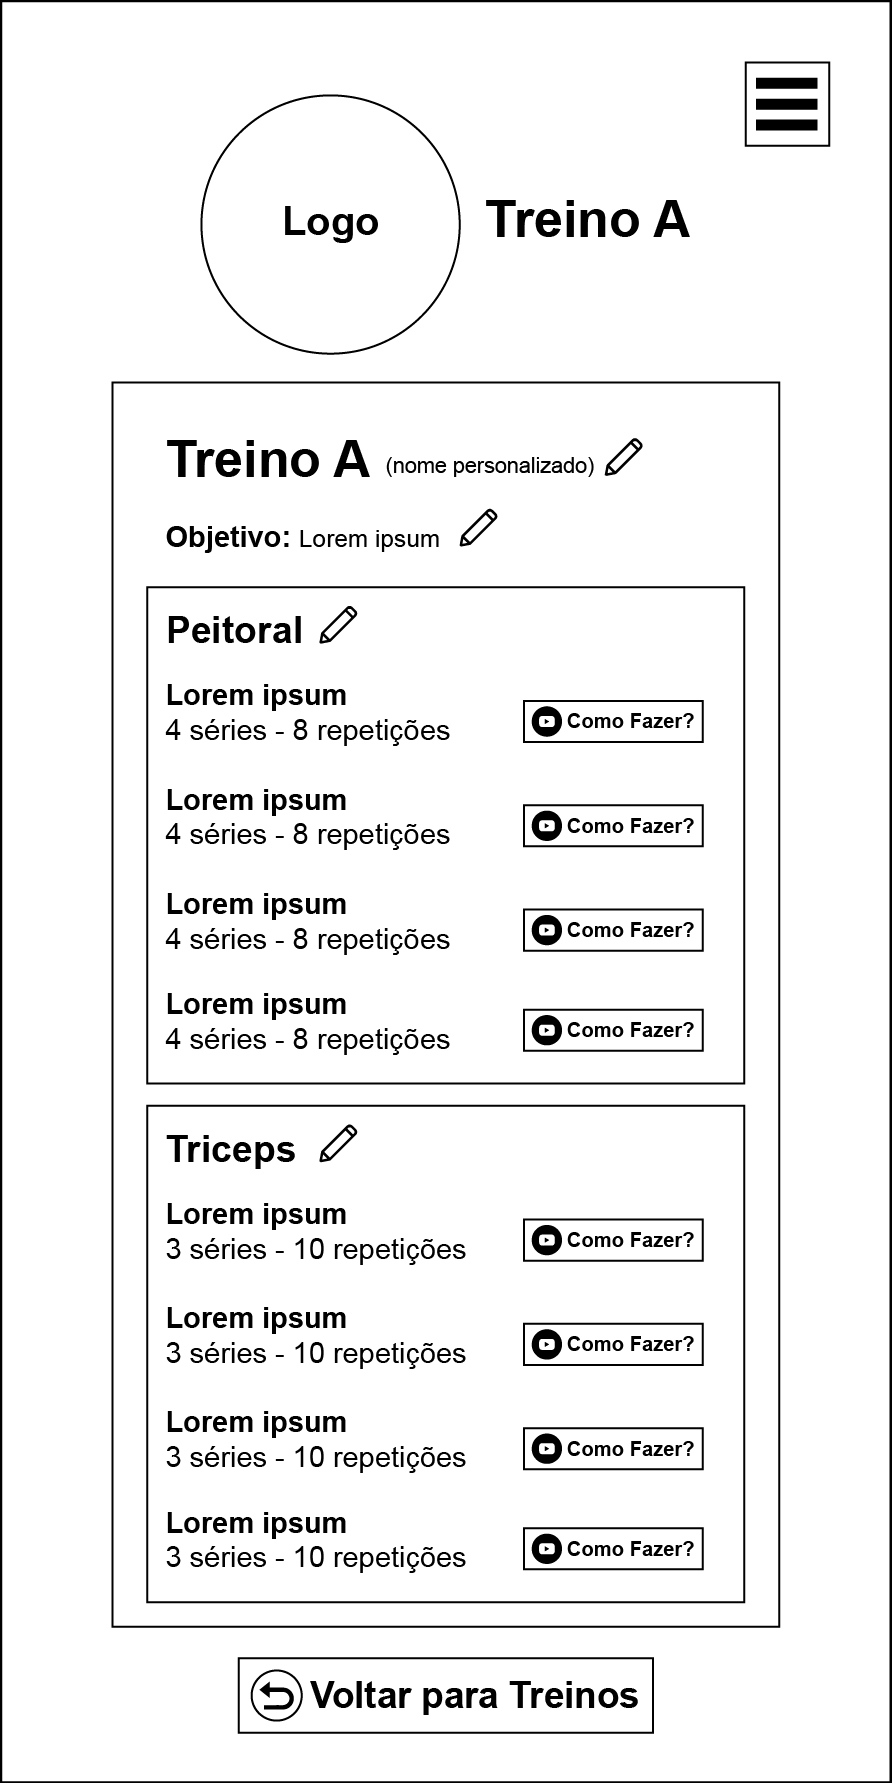 Logo
Treino A
Treino A (nome personalizado)
Objetivo: Lorem ipsum
Peitoral
Lorem ipsum
4 séries - 8 repetições
Como Fazer?
Lorem ipsum
4 séries - 8 repetições
Como Fazer?
Lorem ipsum
4 séries - 8 repetições
Como Fazer?
Lorem ipsum
4 séries - 8 repetições
Como Fazer?
Triceps
Lorem ipsum
3 séries - 10 repetições
Como Fazer?
Lorem ipsum
3 séries - 10 repetições
Como Fazer?
Lorem ipsum
3 séries - 10 repetições
Como Fazer?
Lorem ipsum
3 séries - 10 repetições
Como Fazer?
Voltar para Treinos